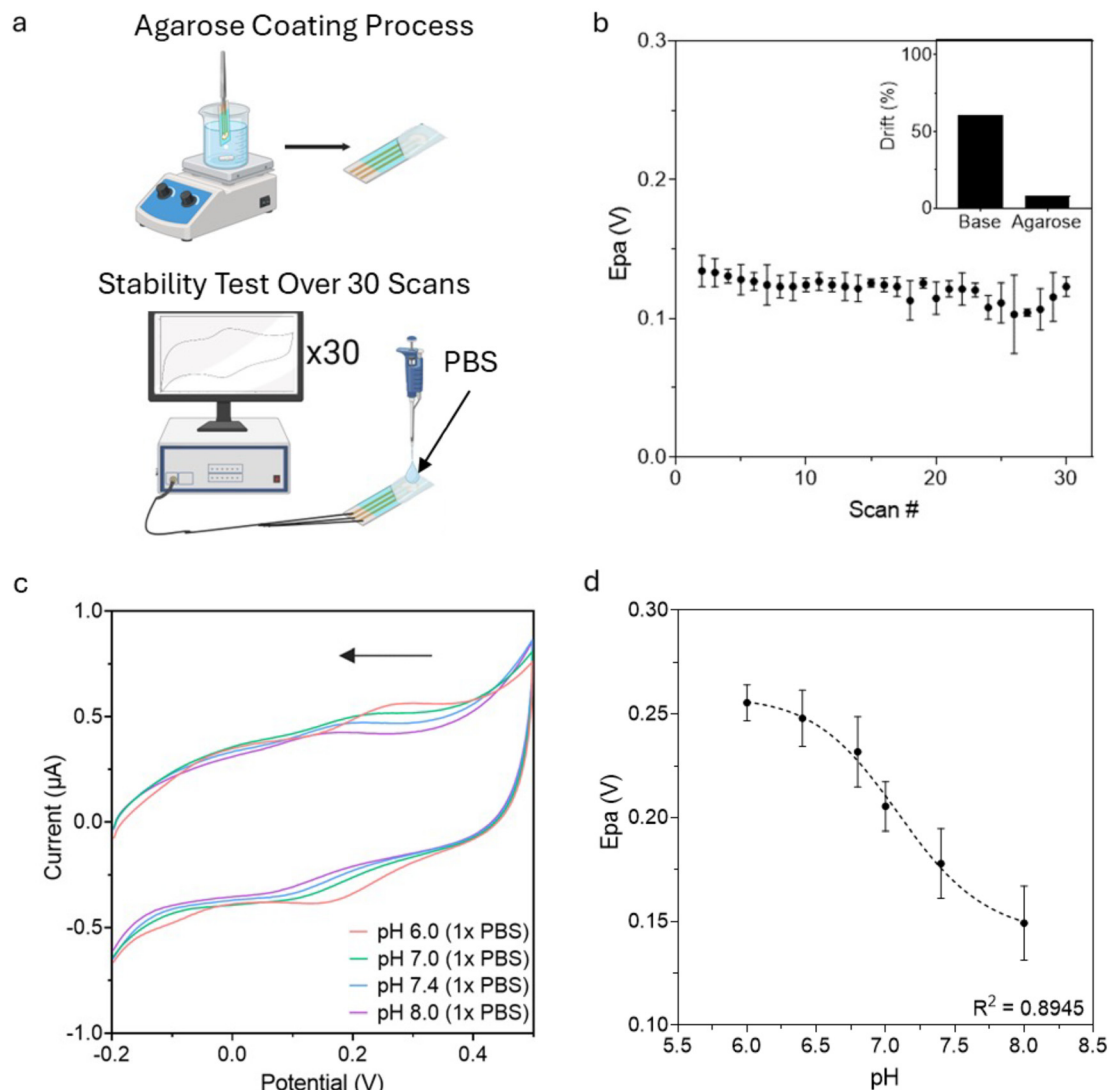 a
Agarose Coating Process
Stability Test Over 30 Scans
x30
PBS
b
0.3
0.2
0.1
0.0
Epa (V)
0
10
20
30
Scan #
100
50
0
Drift (%)
Base
Agarose
c
1.0
0.5
0.0
-0.5
-1.0
Current (µA)
-0.2
0.0
0.2
0.4
Potential (V)
pH 6.0 (1x PBS)
pH 7.0 (1x PBS)
pH 7.4 (1x PBS)
pH 8.0 (1x PBS)
d
0.30
0.25
0.20
0.15
0.10
Epa (V)
R² = 0.8945
5.5
6.0
6.5
7.0
7.5
8.0
8.5
pH